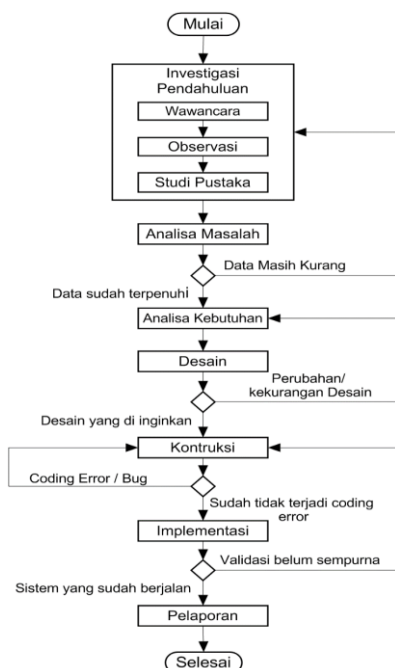 Mulai
Investigasi
Pendahuluan
Wawancara
Observasi
Studi Pustaka
Analisa Masalah
Data Masih Kurang
Data sudah terpenuhi
Analisa Kebutuhan
Desain
Perubahan/
kekurangan Desain
Desain yang di inginkan
Kontruksi
Coding Error / Bug
Sudah tidak terjadi coding
error
Implementasi
Validasi belum sempurna
Sistem yang sudah berjalan
Pelaporan
Selesai